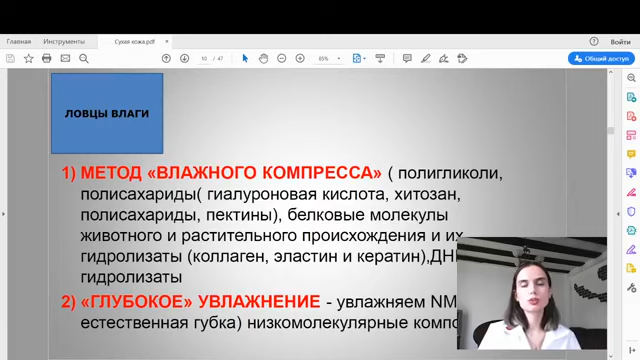 Главная Инструменты Сухая кожа.pdf × Войти
10 / 47 85% Общий доступ
ЛОВЦЫ ВЛАГИ
1) МЕТОД «ВЛАЖНОГО КОМПРЕССА» ( полигликоли,
полисахариды( гиалуроновая кислота, хитозан,
полисахариды, пектины), белковые молекулы
животного и растительного происхождения и их
гидролизаты (коллаген, эластин и кератин),ДН
гидролизаты
2) «ГЛУБОКОЕ» УВЛАЖНЕНИЕ - увлажняем NM
естественная губка) низкомолекулярные компо